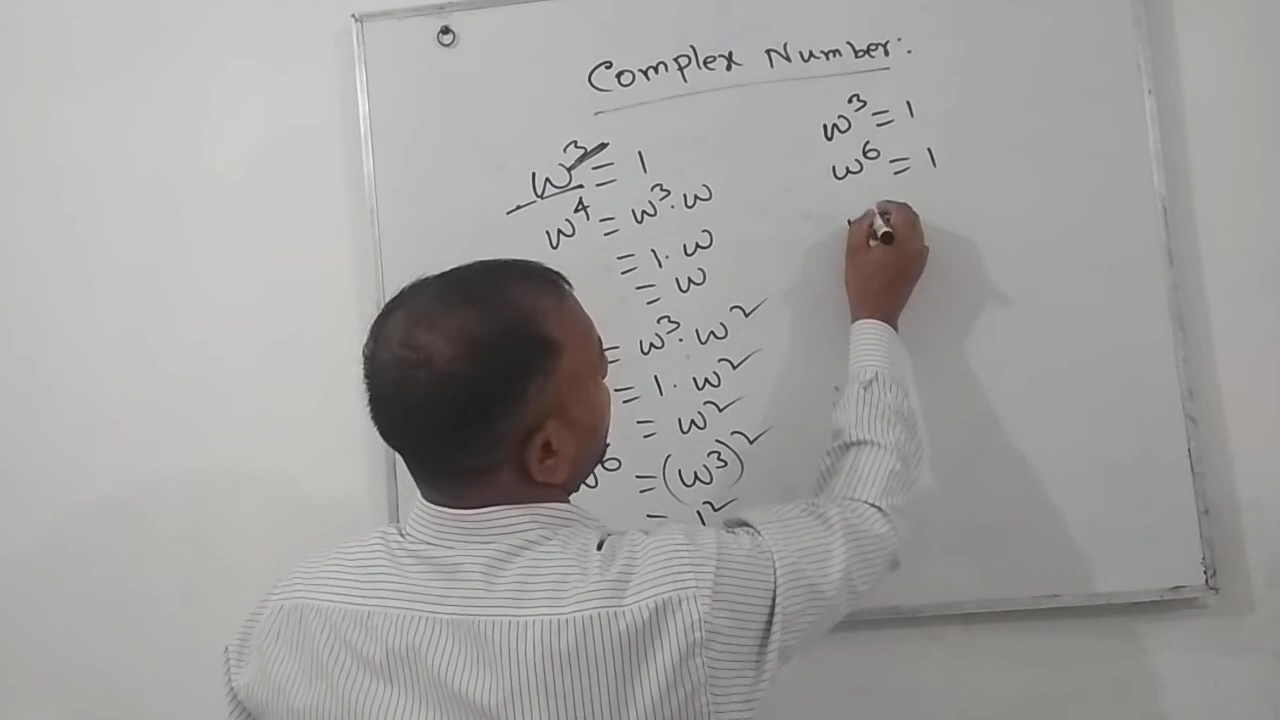 Complex Number:
ω³ = 1
ω⁴ = ω³. ω
= 1. ω
= ω
= ω³. ω²
= 1. ω²
= ω²
ω⁶ = (ω³)²
= 1²
ω³ = 1
ω⁶ = 1